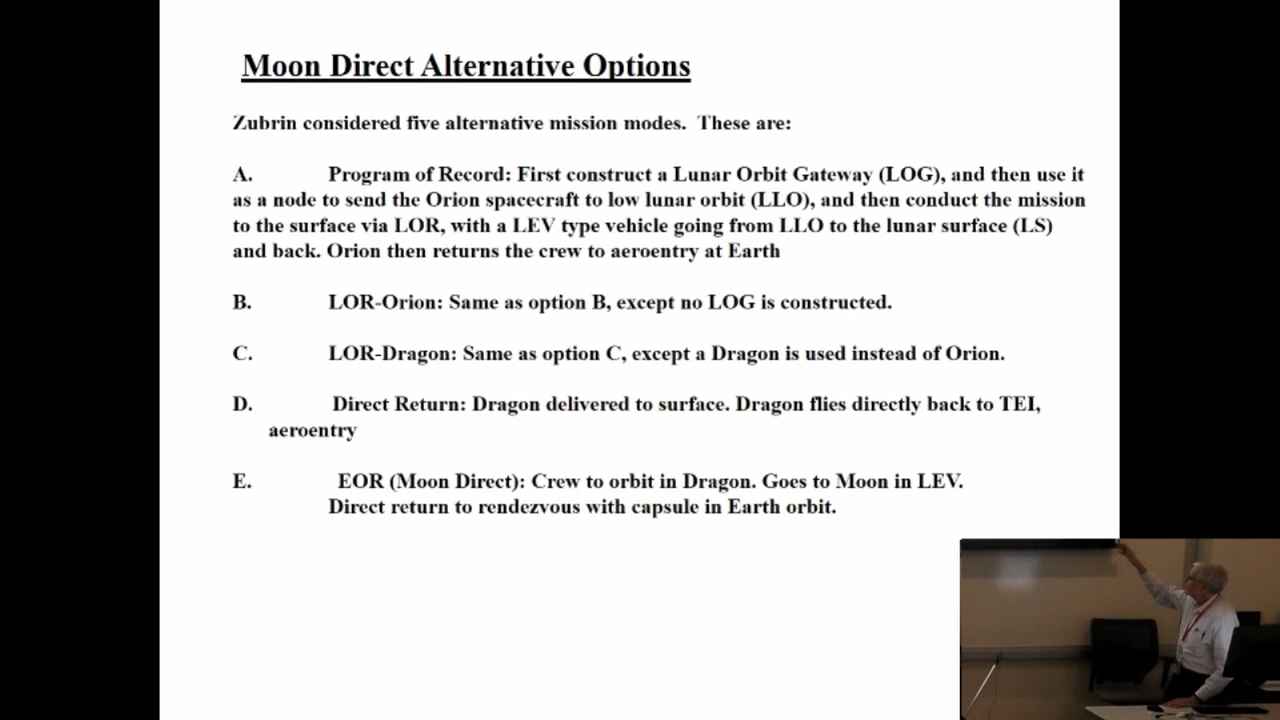 Moon Direct Alternative Options
Zubrin considered five alternative mission modes. These are:
A. Program of Record: First construct a Lunar Orbit Gateway (LOG), and then use it
as a node to send the Orion spacecraft to low lunar orbit (LLO), and then conduct the mission
to the surface via LOR, with a LEV type vehicle going from LLO to the lunar surface (LS)
and back. Orion then returns the crew to aeroentry at Earth
B. LOR-Orion: Same as option B, except no LOG is constructed.
C. LOR-Dragon: Same as option C, except a Dragon is used instead of Orion.
D. Direct Return: Dragon delivered to surface. Dragon flies directly back to TEI,
aeroentry
E. EOR (Moon Direct): Crew to orbit in Dragon. Goes to Moon in LEV.
Direct return to rendezvous with capsule in Earth orbit.